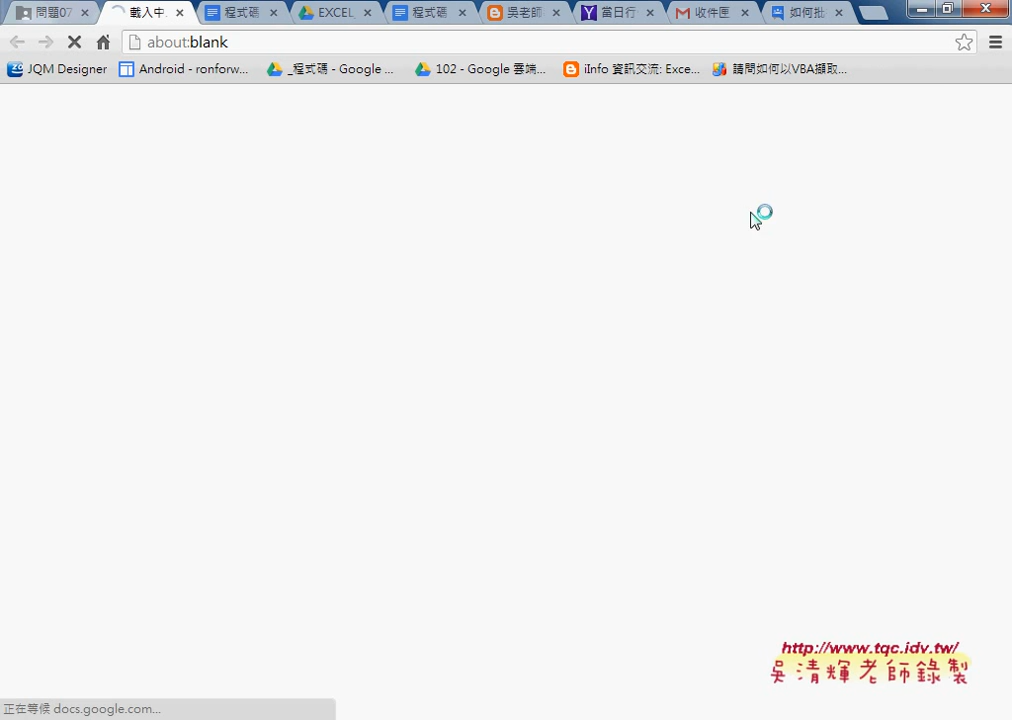 問題07 載入中. 程式碼 EXCEL_ 程式碼 吳老師 當日行 收件匣 如何批
about:blank
JQM Designer Android - ronforw... _程式碼 - Google ... 102 - Google 雲端... iInfo 資訊交流: Exce... 請問如何以VBA擷取...
http://www.tqc.idv.tw/
吳清輝老師錄製
正在等候 docs.google.com...